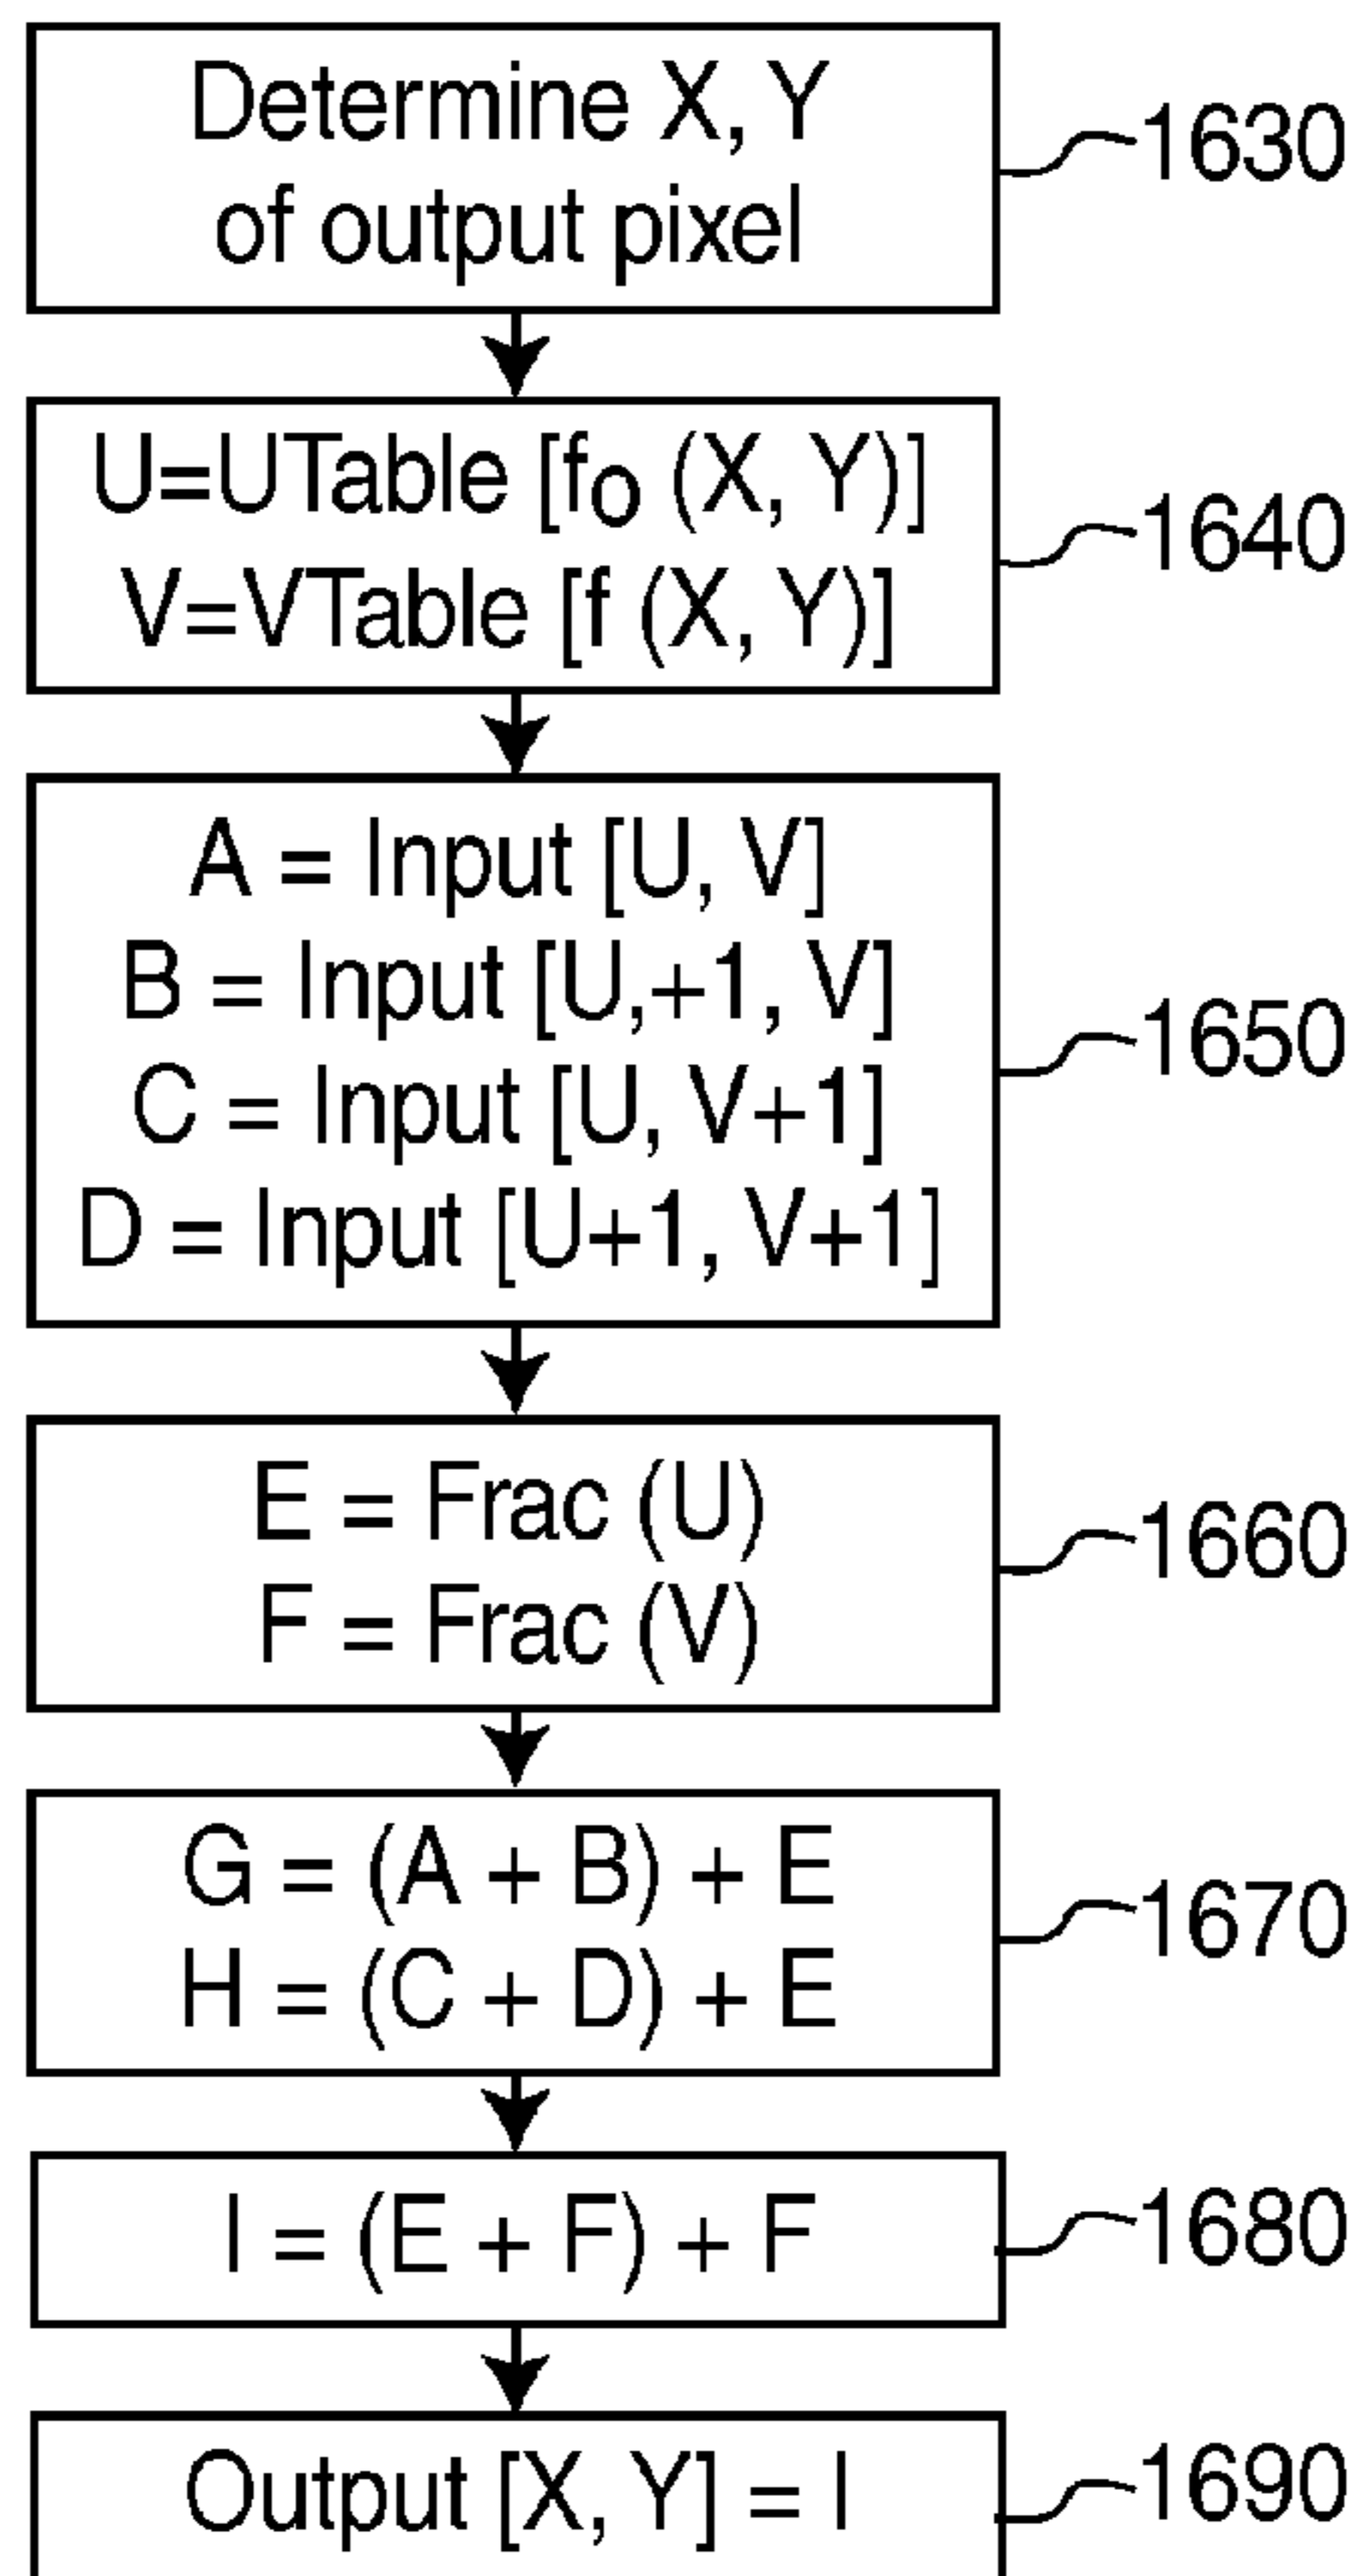 Determine X, Y
of output pixel
1630
U=UTable [fo (X, Y)]
V=VTable [f (X, Y)]
1640
A = Input [U, V]
B = Input [U,+1, V]
C = Input [U, V+1]
D = Input [U+1, V+1]
1650
E = Frac (U)
F = Frac (V)
1660
G = (A + B) + E
H = (C + D) + E
1670
I = (E + F) + F
1680
Output [X, Y] = I
1690